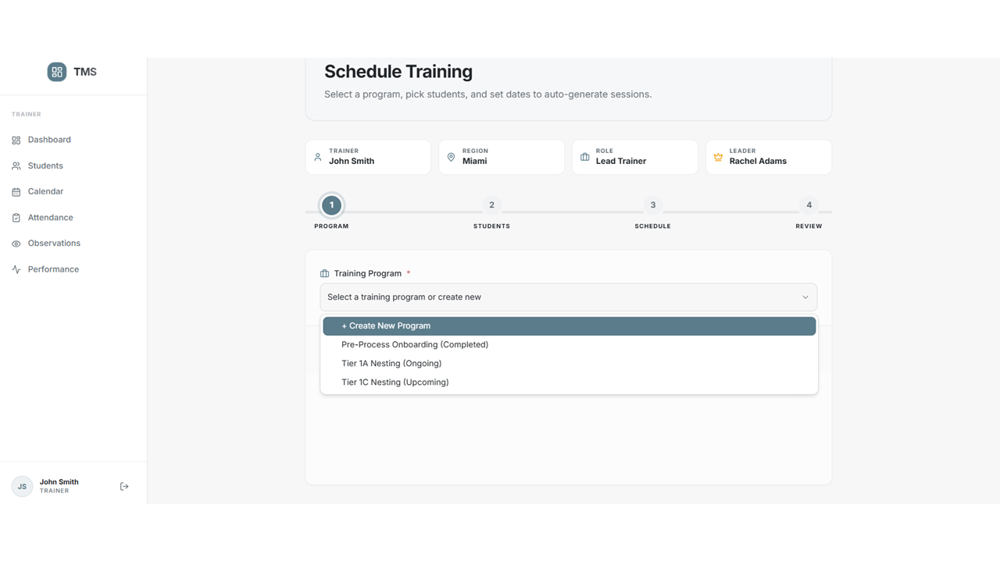 TMS
TRAINER
Dashboard
Students
Calendar
Attendance
Observations
Performance
JS
John Smith
TRAINER
Schedule Training
Select a program, pick students, and set dates to auto-generate sessions.
TRAINER
John Smith
REGION
Miami
ROLE
Lead Trainer
LEADER
Rachel Adams
1
PROGRAM
2
STUDENTS
3
SCHEDULE
4
REVIEW
Training Program *
Select a training program or create new
+ Create New Program
Pre-Process Onboarding (Completed)
Tier 1A Nesting (Ongoing)
Tier 1C Nesting (Upcoming)